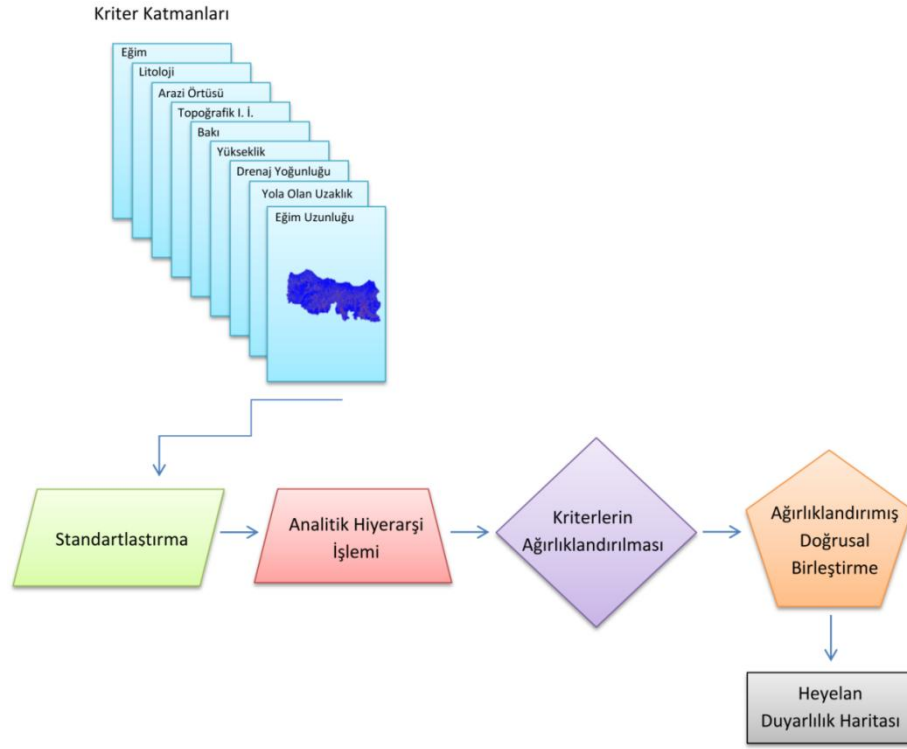 Kriter Katmanları
Eğim
Litoloji
Arazi Örtüsü
Topoğrafik I. İ.
Bakı
Yükseklik
Drenaj Yoğunluğu
Yola Olan Uzaklık
Eğim Uzunluğu
Standartlaştırma
Analitik Hiyerarşi
İşlemi
Kriterlerin
Ağırlıklandırılması
Ağırlıklandırımış
Doğrusal
Birleştirme
Heyelan
Duyarlılık Haritası